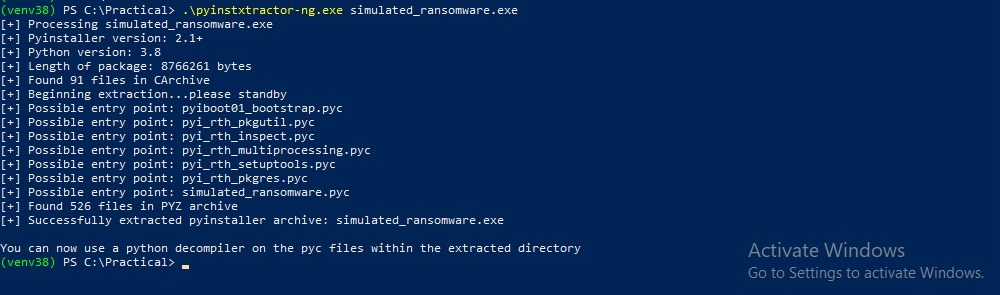 (venv38) PS C:\Practical> .\pyinstxtractor-ng.exe simulated_ransomware.exe
[+] Processing simulated_ransomware.exe
[+] Pyinstaller version: 2.1+
[+] Python version: 3.8
[+] Length of package: 8766261 bytes
[+] Found 91 files in CArchive
[+] Beginning extraction...please standby
[+] Possible entry point: pyiboot01_bootstrap.pyc
[+] Possible entry point: pyi_rth_pkgutil.pyc
[+] Possible entry point: pyi_rth_inspect.pyc
[+] Possible entry point: pyi_rth_multiprocessing.pyc
[+] Possible entry point: pyi_rth_setuptools.pyc
[+] Possible entry point: pyi_rth_pkgres.pyc
[+] Possible entry point: simulated_ransomware.pyc
[+] Found 526 files in PYZ archive
[+] Successfully extracted pyinstaller archive: simulated_ransomware.exe
You can now use a python decompiler on the pyc files within the extracted directory
(venv38) PS C:\Practical>
Activate Windows
Go to Settings to activate Windows.